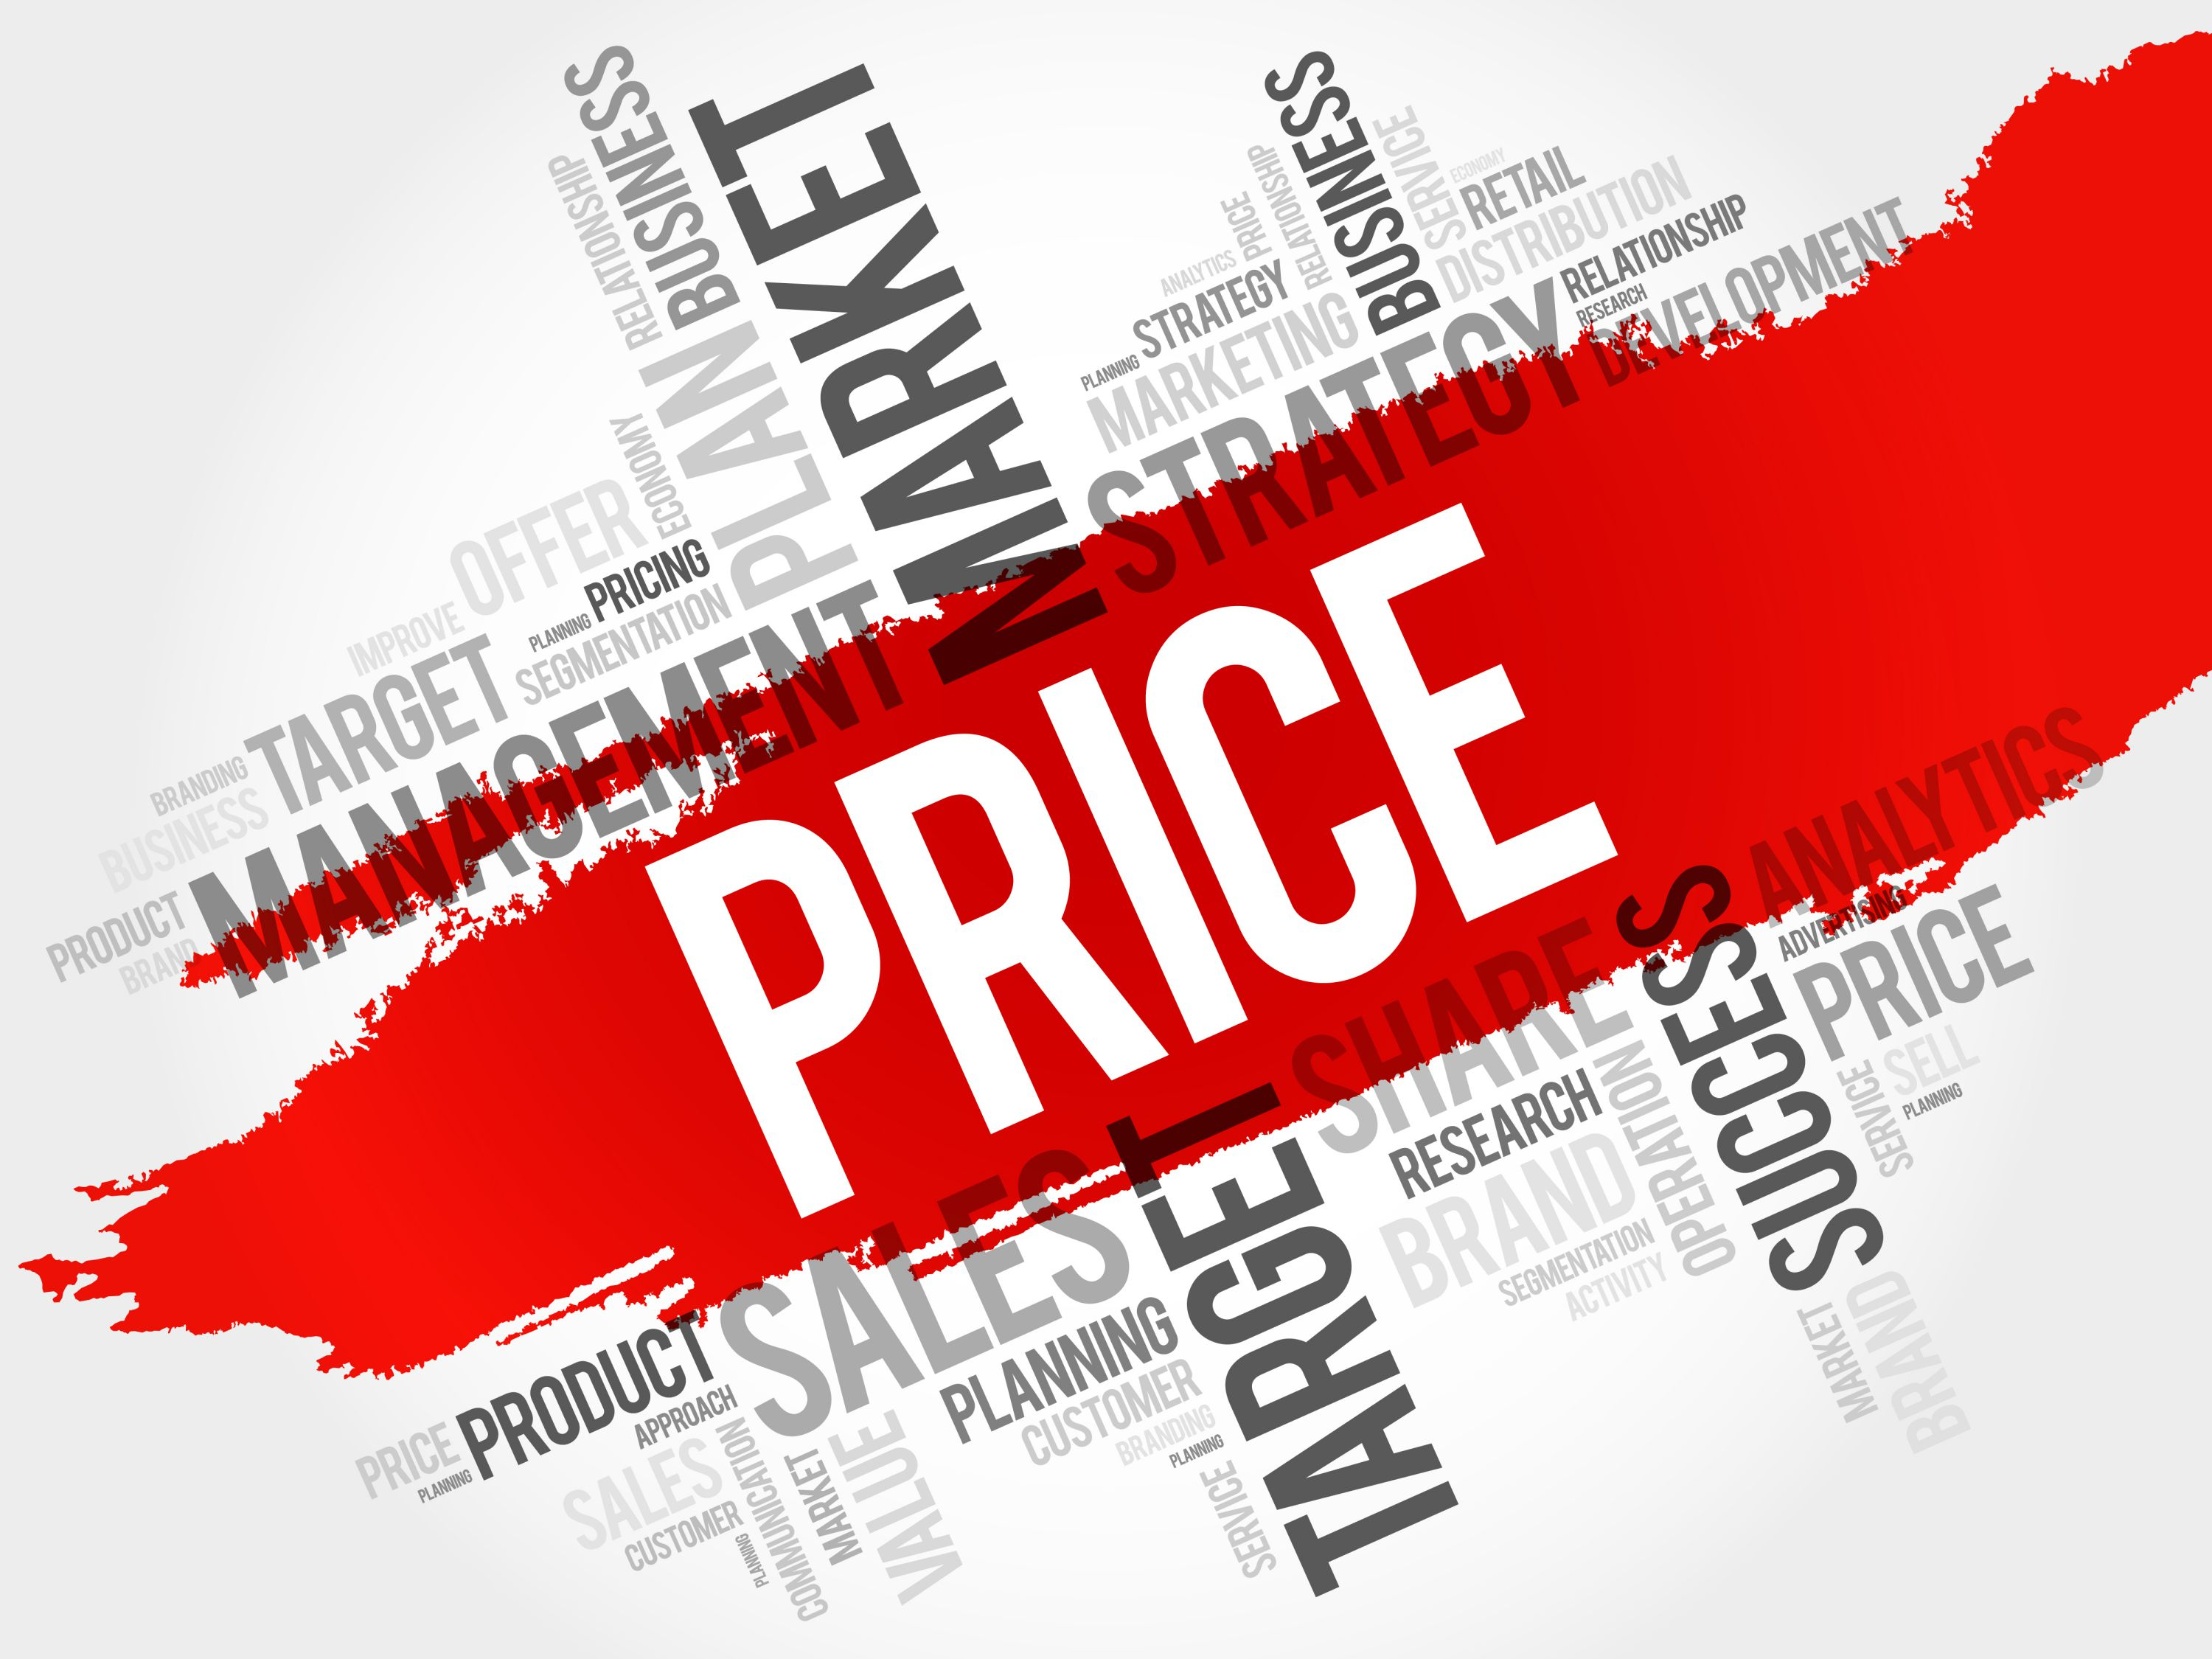 RELATIONSHIP
BUSINESS
MARKET
PLAN
ECONOMY
OFFER
IMPROVE
PLANNING
PRICING
SEGMENTATION
TARGET
BRANDING
BUSINESS
MANAGEMENT
PRODUCT
BRAND
ANALYTICS
PRICE
RELATIONSHIP
BUSINESS
SERVICE
ECONOMY
RETAIL
DISTRIBUTION
RELATIONSHIP
RESEARCH
DEVELOPMENT
STRATEGY
PLANNING
MARKETING
STRATEGY
PRICE
ANALYTICS
ADVERTISING
PRICE
SELL
SERVICE
PLANNING
SUCCESS
SHARE
RESEARCH
OPERATION
BRAND
SEGMENTATION
ACTIVITY
MARKET
BRAND
TARGET
SALES
PLANNING
CUSTOMER
BRANDING
PLANNING
SERVICE
PRODUCT
PRICE
PLANNING
APPROACH
SALES
CUSTOMER
PLANNING
COMMUNICATION
MARKET
VALUE